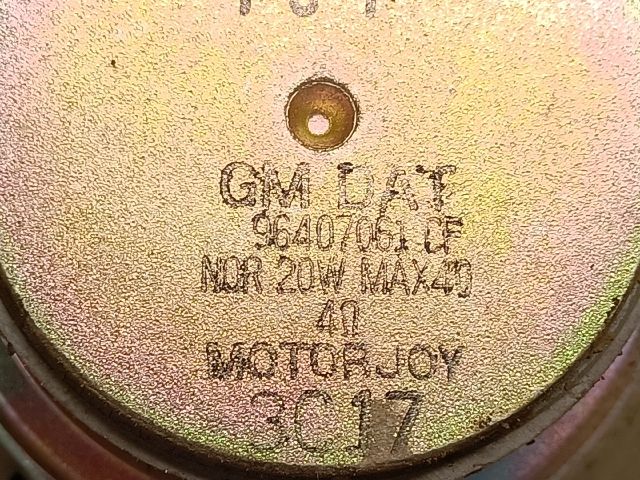 GM DAT
96407061 CF
NOR 20W MAX40
4Ω
MOTORJOY
3C17